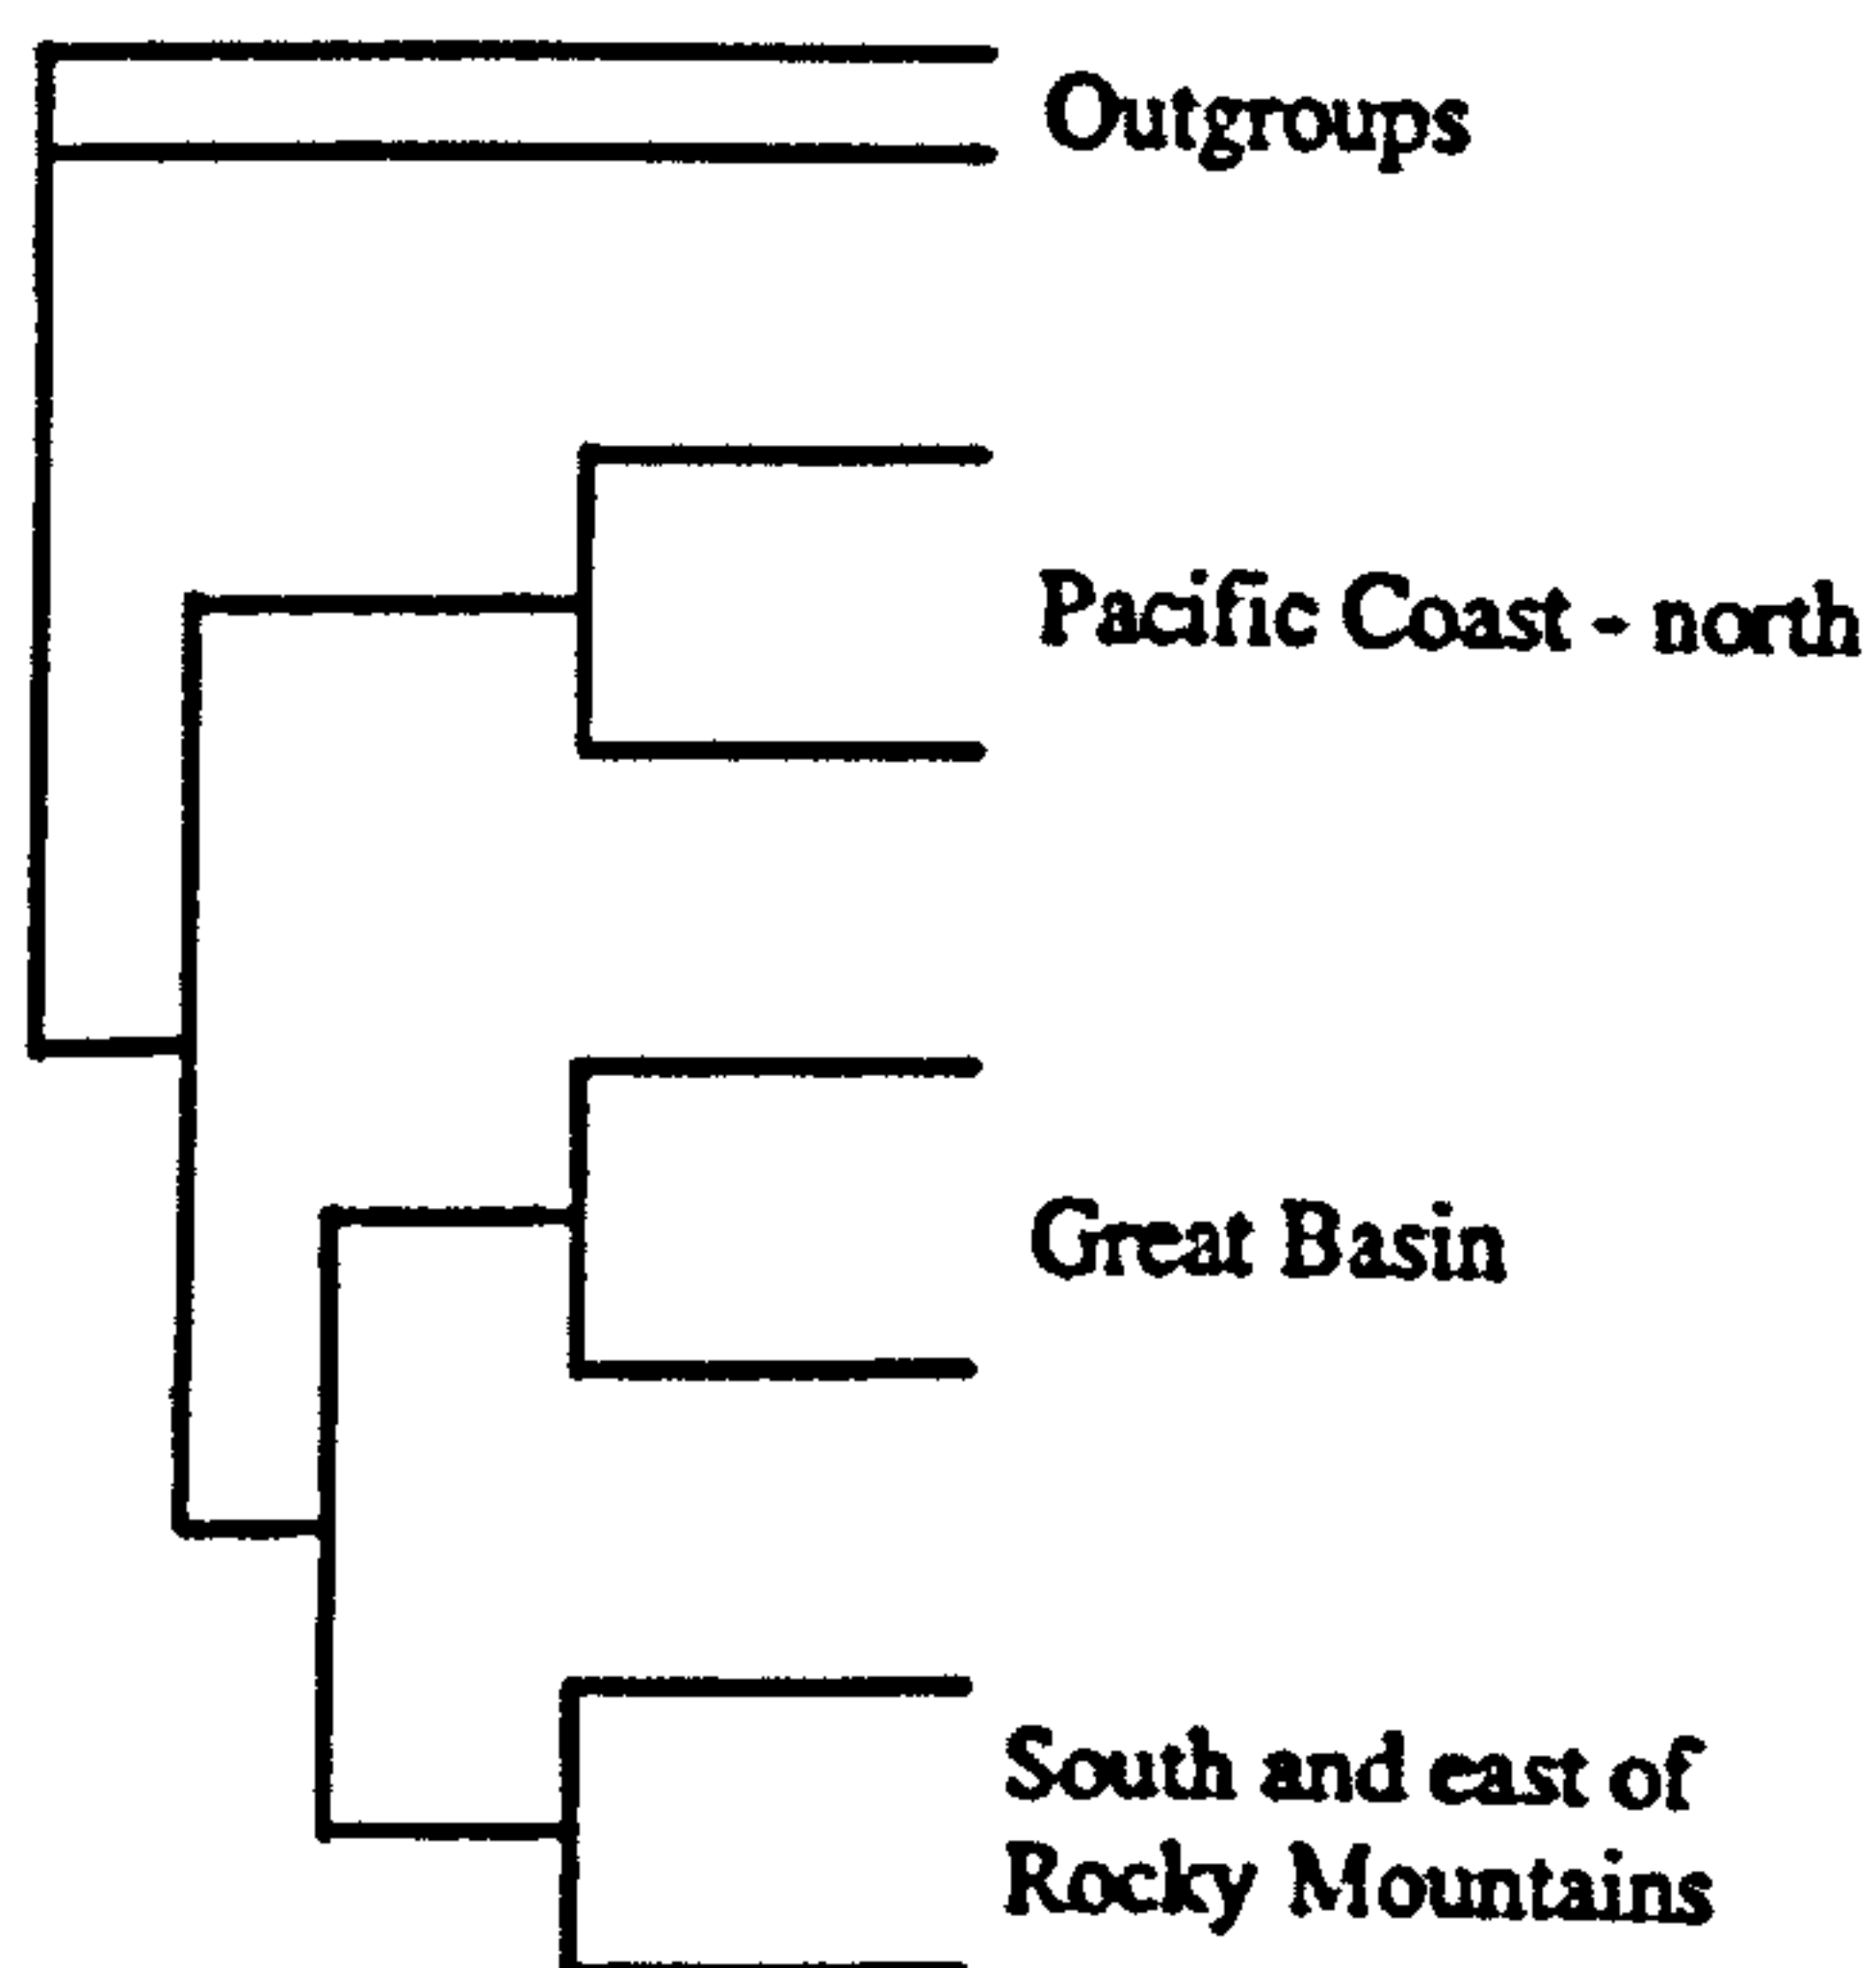 Outgroups
Pacific Coast - north
Great Basin
South and east of
Rocky Mountains